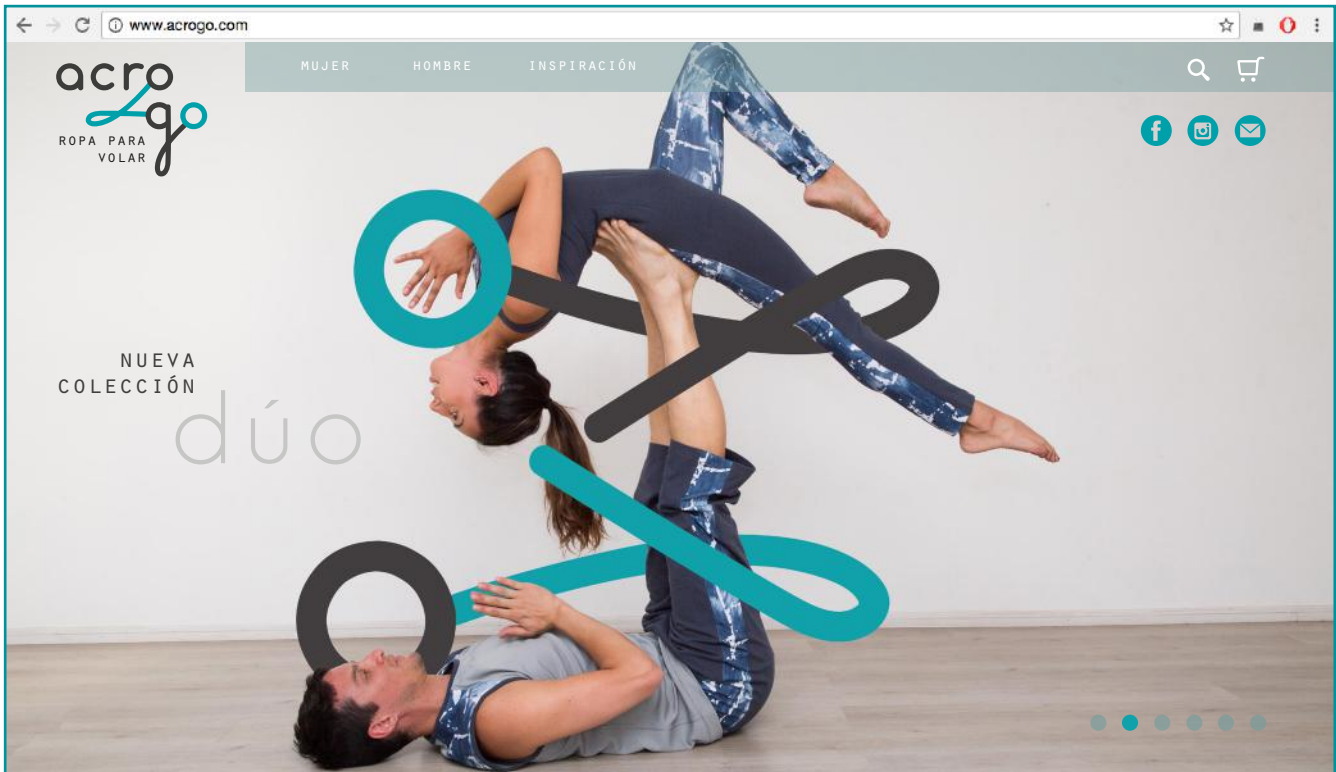 www.acrogo.com
MUJER HOMBRE INSPIRACIÓN
acro
go
ROPA PARA
VOLAR
NUEVA
COLECCIÓN
dúo